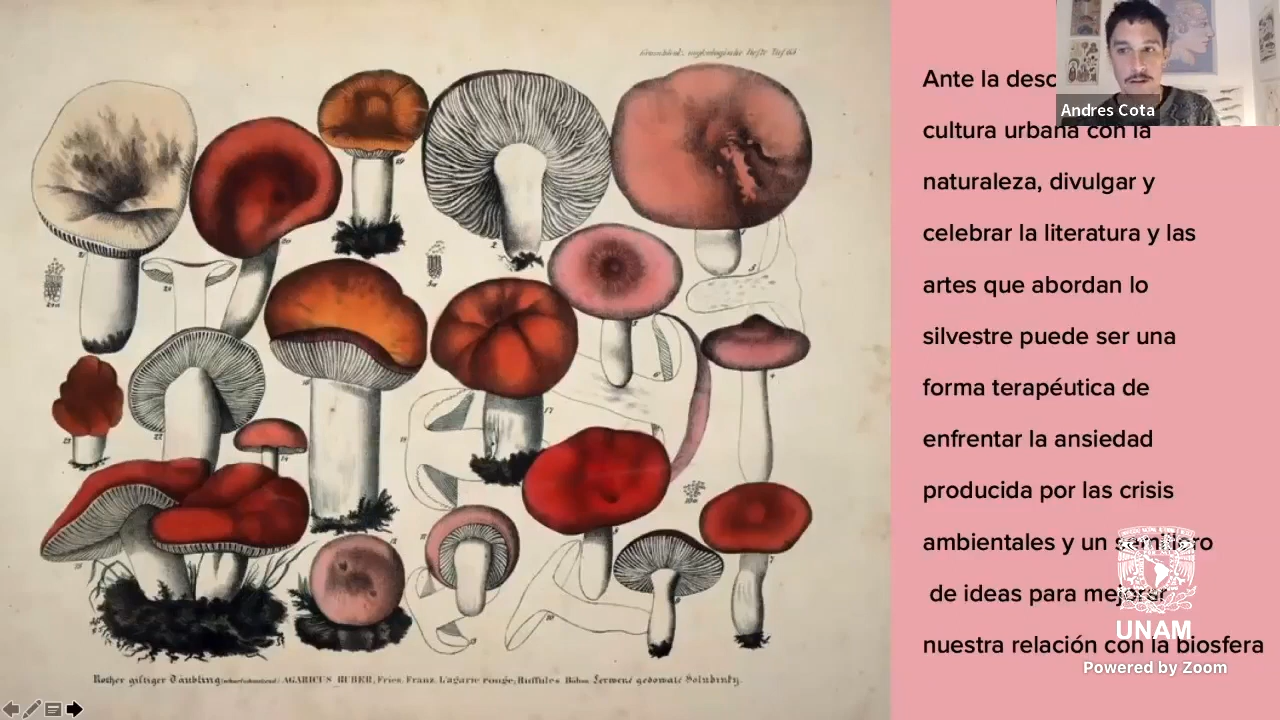 Ante la
cultura urbana con la
naturaleza, divulgar y
celebrar la literatura y las
artes que abordan lo
silvestre puede ser una
forma terapéutica de
enfrentar la ansiedad
producida por las crisis
ambientales y un semillero
de ideas para mejorar
nuestra relación con la biosfera
Andres Cota
UNAM
Powered by Zoom
Rother giftiger Täubling AGARICUS RUBER, Fries. Franz. L'agaric rouge;